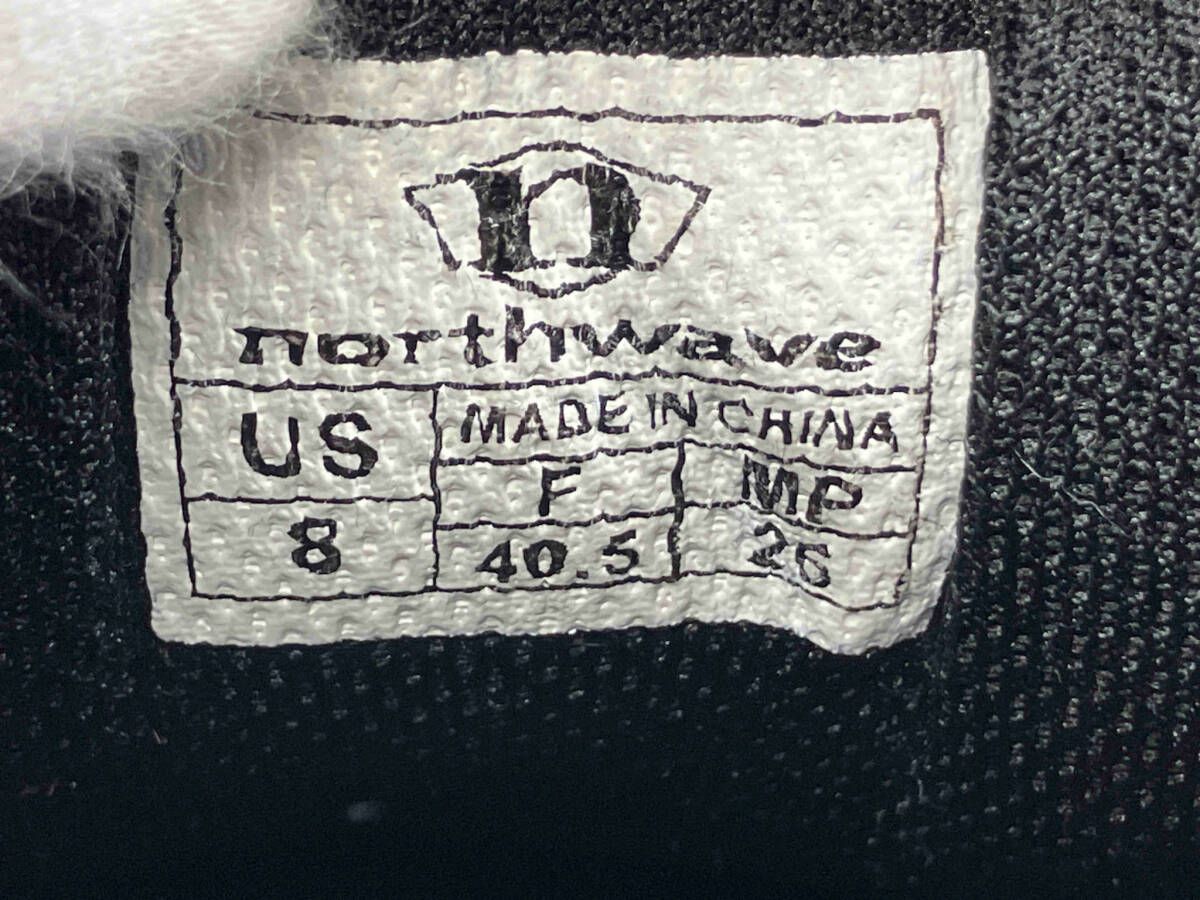 n
northwave
US MADE IN CHINA
F MP
8 40.5 26